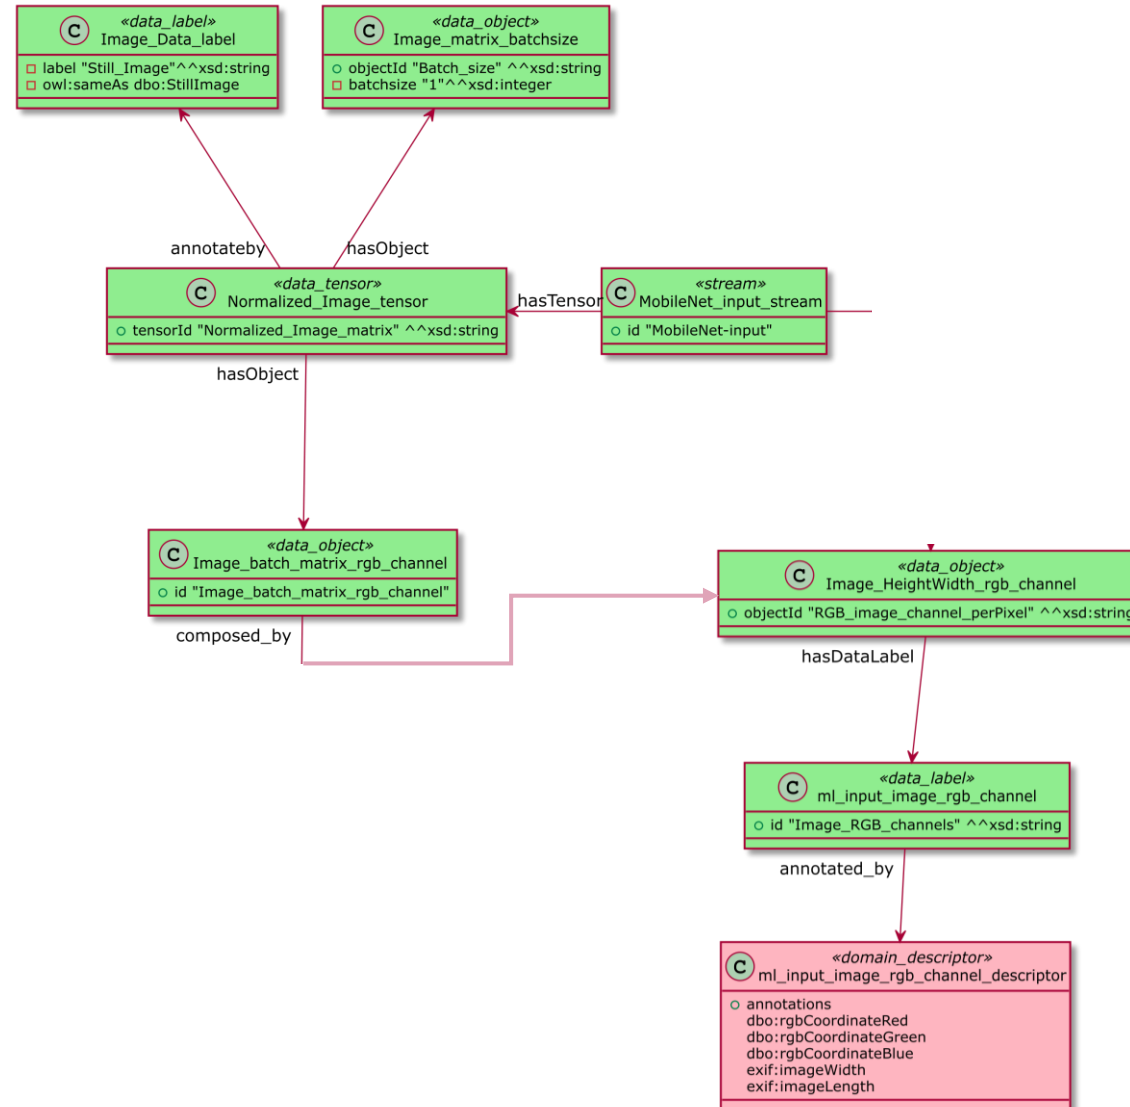 C
«data_label»
Image_Data_label
label "Still_Image"^^xsd:string
owl:sameAs dbo:StillImage
C
«data_object»
Image_matrix_batchsize
objectId "Batch_size" ^^xsd:string
batchsize "1"^^xsd:integer
annotateby
hasObject
C
«data_tensor»
Normalized_Image_tensor
tensorId "Normalized_Image_matrix" ^^xsd:string
hasTensor
C
«stream»
MobileNet_input_stream
id "MobileNet-input"
hasObject
C
«data_object»
Image_batch_matrix_rgb_channel
id "Image_batch_matrix_rgb_channel"
composed_by
C
«data_object»
Image_HeightWidth_rgb_channel
objectId "RGB_image_channel_perPixel" ^^xsd:string
hasDataLabel
C
«data_label»
ml_input_image_rgb_channel
id "Image_RGB_channels" ^^xsd:string
annotated_by
C
«domain_descriptor»
ml_input_image_rgb_channel_descriptor
annotations
dbo:rgbCoordinateRed
dbo:rgbCoordinateGreen
dbo:rgbCoordinateBlue
exif:imageWidth
exif:imageLength